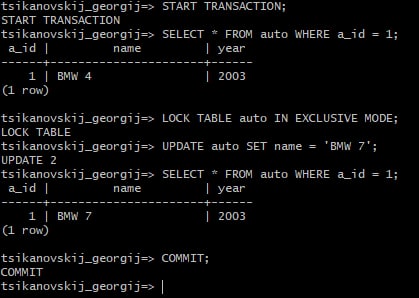 tsikanovskij_georgij=> START TRANSACTION;
START TRANSACTION
tsikanovskij_georgij=> SELECT * FROM auto WHERE a_id = 1;
 a_id |         name         | year
------+----------------------+------
    1 | BMW 4                | 2003
(1 row)

tsikanovskij_georgij=> LOCK TABLE auto IN EXCLUSIVE MODE;
LOCK TABLE
tsikanovskij_georgij=> UPDATE auto SET name = 'BMW 7';
UPDATE 2
tsikanovskij_georgij=> SELECT * FROM auto WHERE a_id = 1;
 a_id |         name         | year
------+----------------------+------
    1 | BMW 7                | 2003
(1 row)

tsikanovskij_georgij=> COMMIT;
COMMIT
tsikanovskij_georgij=>